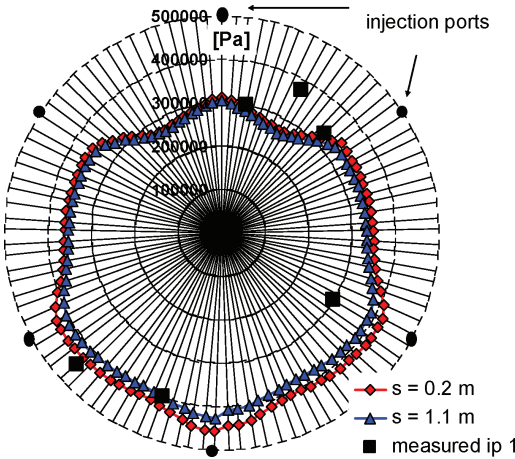 500000
injection ports
[Pa]
400000
300000
200000
100000
s = 0.2 m
s = 1.1 m
measured ip 1